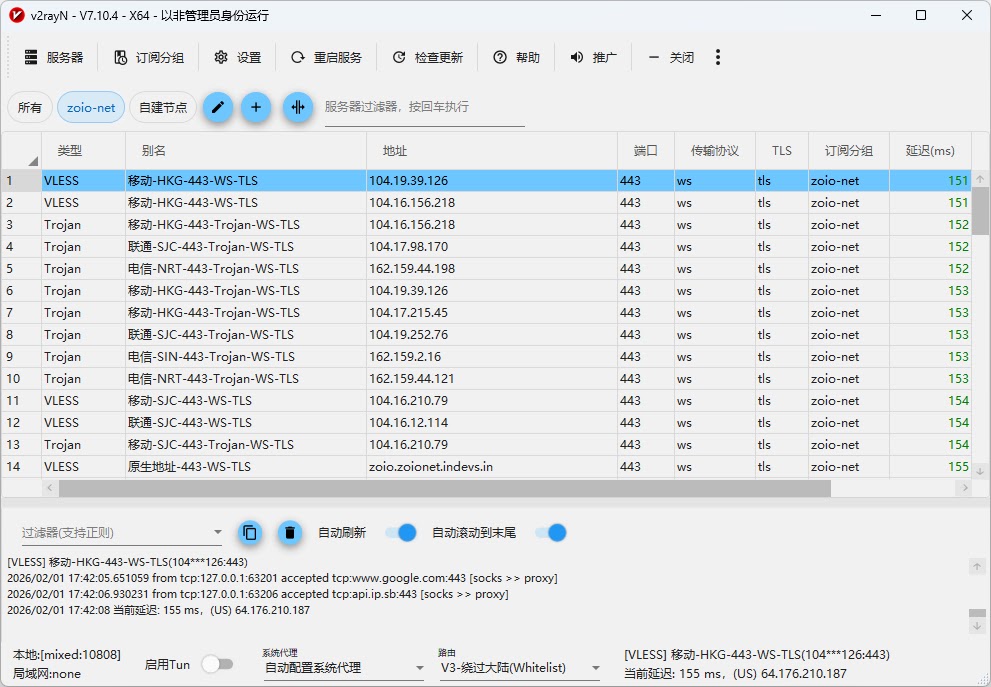 v2rayN - V7.10.4 - X64 - 以非管理员身份运行
服务器 订阅分组 设置 重启服务 检查更新 帮助 推广 关闭
所有 zoio-net 自建节点 服务器过滤器，按回车执行
类型 别名 地址 端口 传输协议 TLS 订阅分组 延迟(ms)
1 VLESS 移动-HKG-443-WS-TLS 104.19.39.126 443 ws tls zoio-net 151
2 VLESS 移动-HKG-443-WS-TLS 104.16.156.218 443 ws tls zoio-net 151
3 Trojan 移动-HKG-443-Trojan-WS-TLS 104.16.156.218 443 ws tls zoio-net 152
4 Trojan 联通-SJC-443-Trojan-WS-TLS 104.17.98.170 443 ws tls zoio-net 152
5 Trojan 电信-NRT-443-Trojan-WS-TLS 162.159.44.198 443 ws tls zoio-net 152
6 Trojan 移动-HKG-443-Trojan-WS-TLS 104.19.39.126 443 ws tls zoio-net 153
7 Trojan 移动-HKG-443-Trojan-WS-TLS 104.17.215.45 443 ws tls zoio-net 153
8 Trojan 联通-SJC-443-Trojan-WS-TLS 104.19.252.76 443 ws tls zoio-net 153
9 Trojan 电信-SIN-443-Trojan-WS-TLS 162.159.2.16 443 ws tls zoio-net 153
10 Trojan 电信-NRT-443-Trojan-WS-TLS 162.159.44.121 443 ws tls zoio-net 153
11 VLESS 移动-SJC-443-WS-TLS 104.16.210.79 443 ws tls zoio-net 154
12 VLESS 联通-SJC-443-WS-TLS 104.16.12.114 443 ws tls zoio-net 154
13 Trojan 移动-SJC-443-Trojan-WS-TLS 104.16.210.79 443 ws tls zoio-net 154
14 VLESS 原生地址-443-WS-TLS zoio.zoionet.indevs.in 443 ws tls zoio-net 155
过滤器(支持正则) 自动刷新 自动滚动到末尾
[VLESS] 移动-HKG-443-WS-TLS(104***126:443)
2026/02/01 17:42:05.651059 from tcp:127.0.0.1:63201 accepted tcp:www.google.com:443 [socks >> proxy]
2026/02/01 17:42:06.930231 from tcp:127.0.0.1:63206 accepted tcp:api.ip.sb:443 [socks >> proxy]
2026/02/01 17:42:08 当前延迟: 155 ms，(US) 64.176.210.187
本地:[mixed:10808]
局域网:none
启用Tun
系统代理
自动配置系统代理
路由
V3-绕过大陆(Whitelist)
[VLESS] 移动-HKG-443-WS-TLS(104***126:443)
当前延迟: 155 ms，(US) 64.176.210.187